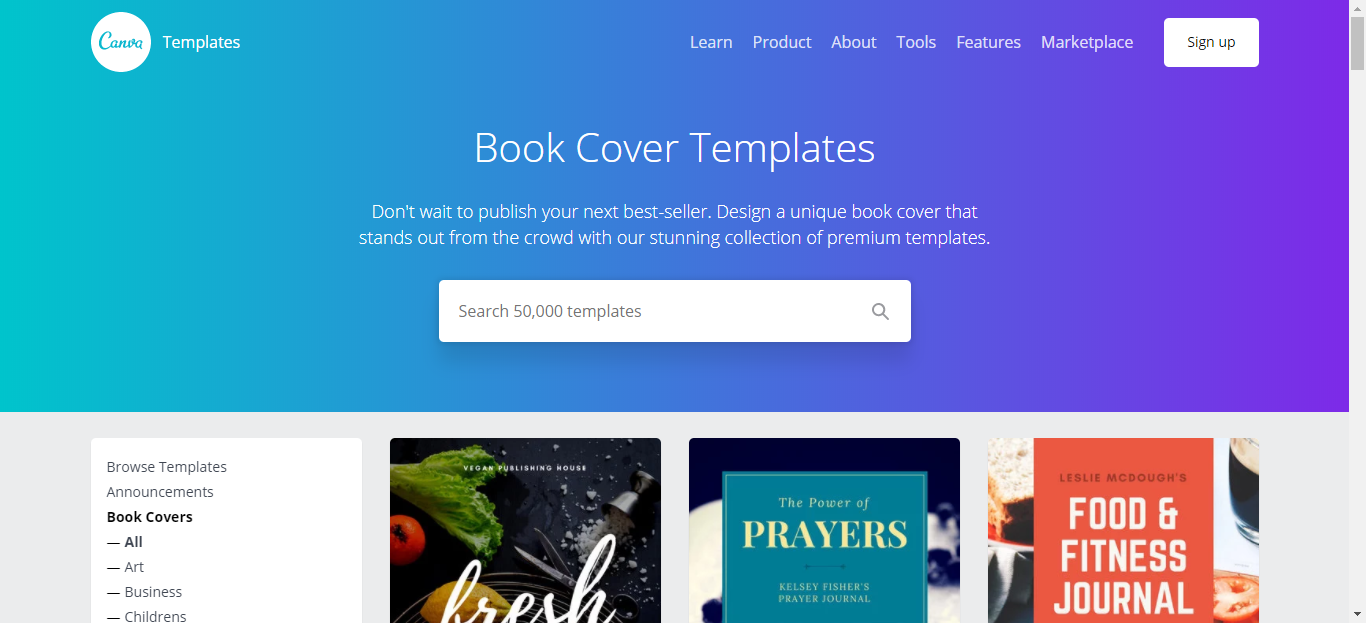 Canva
Templates
Learn
Product
About
Tools
Features
Marketplace
Sign up
Book Cover Templates
Don't wait to publish your next best-seller. Design a unique book cover that
stands out from the crowd with our stunning collection of premium templates.
Search 50,000 templates
Browse Templates
Announcements
Book Covers
— All
— Art
— Business
— Childrens
VEGAN PUBLISHING HOUSE
fresh
The Power of
PRAYERS
KELSEY FISHER'S
PRAYER JOURNAL
LESLIE MCDOUGH'S
FOOD &
FITNESS
JOURNAL